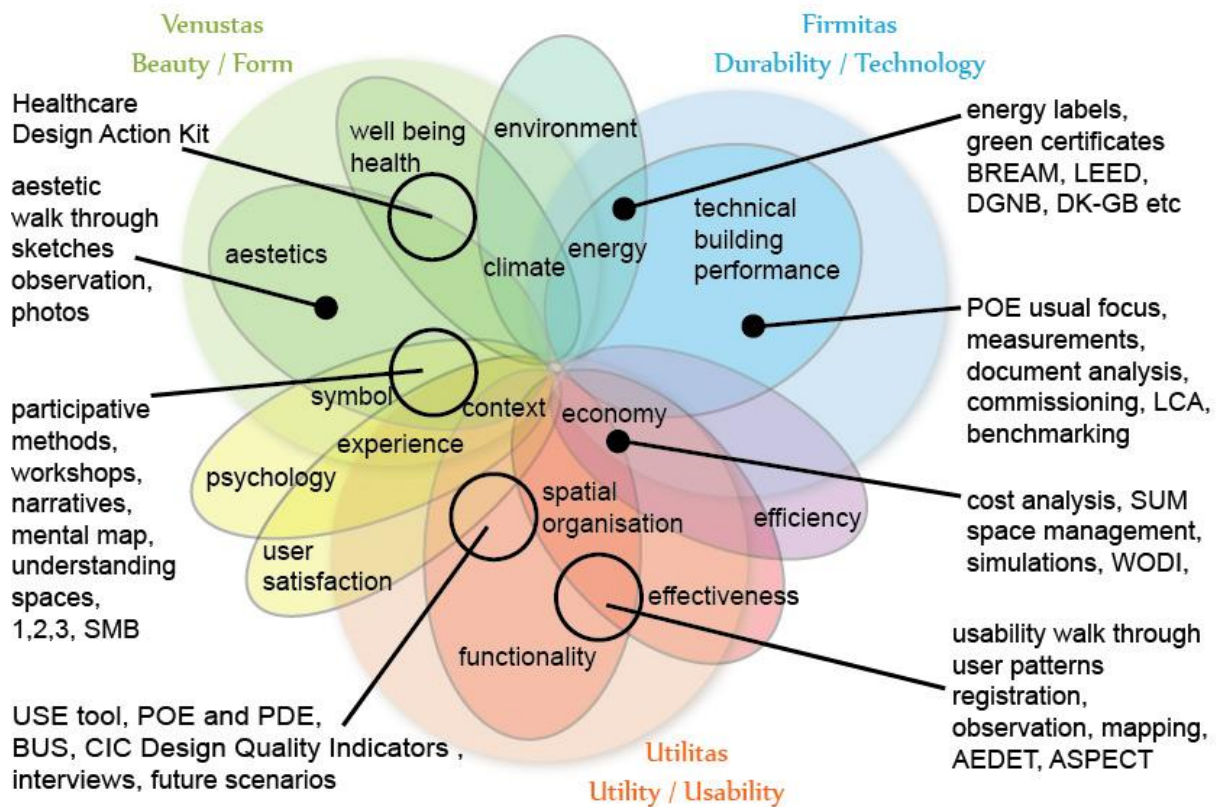 Venustas
Beauty / Form
Firmitas
Durability / Technology
Healthcare
Design Action Kit
aestetic
walk through
sketches
observation,
photos
participative
methods,
workshops,
narratives,
mental map,
understanding
spaces,
1,2,3, SMB
USE tool, POE and PDE,
BUS, CIC Design Quality Indicators ,
interviews, future scenarios
well being
health
environment
aestetics
climate
energy
technical
building
performance
symbol
context
economy
experience
psychology
spatial
organisation
efficiency
user
satisfaction
effectiveness
functionality
energy labels,
green certificates
BREAM, LEED,
DGNB, DK-GB etc
POE usual focus,
measurements,
document analysis,
commissioning, LCA,
benchmarking
cost analysis, SUM
space management,
simulations, WODI,
usability walk through
user patterns
registration,
observation, mapping,
AEDET, ASPECT
Utilitas
Utility / Usability